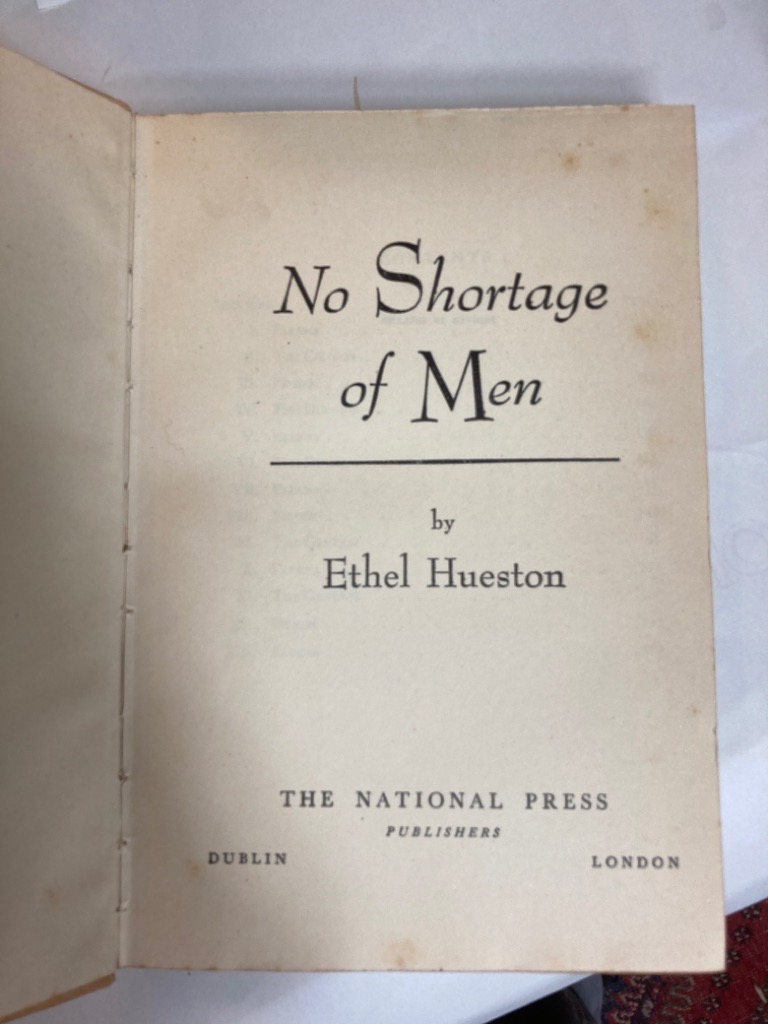 No Shortage
of Men
by
Ethel Hueston
THE NATIONAL PRESS
PUBLISHERS
DUBLIN LONDON